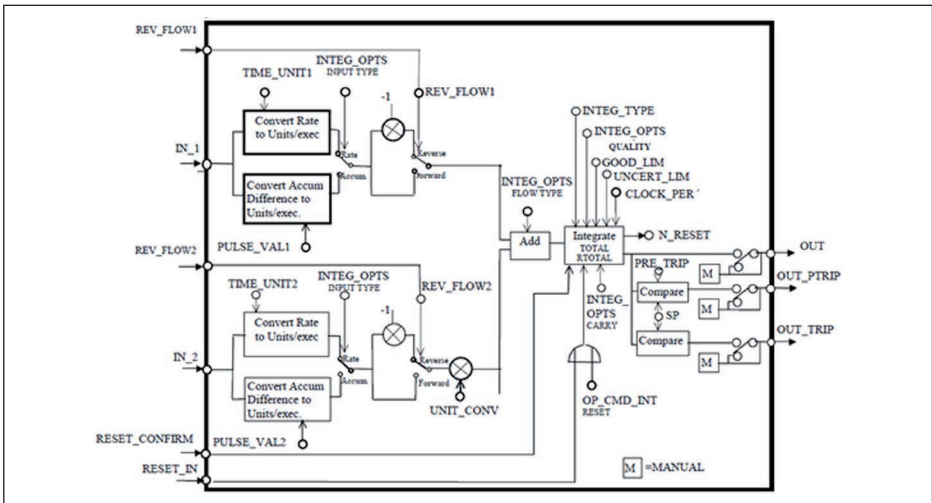 REV_FLOW1
INTEG_OPTS
INPUT TYPE
TIME_UNIT1
-1
REV_FLOW1
Convert Rate
to Units/exec
IN_1
Rate
Accum
Reverse
Forward
Convert Accum
Difference to
Units/exec.
PULSE_VAL1
INTEG_TYPE
INTEG_OPTS
QUALITY
GOOD_LIM
UNCERT_LIM
CLOCK_PER ´
INTEG_OPTS
FLOW TYPE
Add
Integrate
TOTAL
RTOTAL
N_RESET
OUT
M
PRE_TRIP
Compare
OUT_PTRIP
M
SP
Compare
OUT_TRIP
M
INTEG_
OPTS
CARRY
REV_FLOW2
TIME_UNIT2
INTEG_OPTS
INPUT TYPE
REV_FLOW2
-1
Convert Rate
to Units/exec
IN_2
Rate
Accum
Reverse
Forward
Convert Accum
Difference to
Units/exec.
UNIT_CONV
PULSE_VAL2
OP_CMD_INT
RESET
RESET_CONFIRM
RESET_IN
M =MANUAL